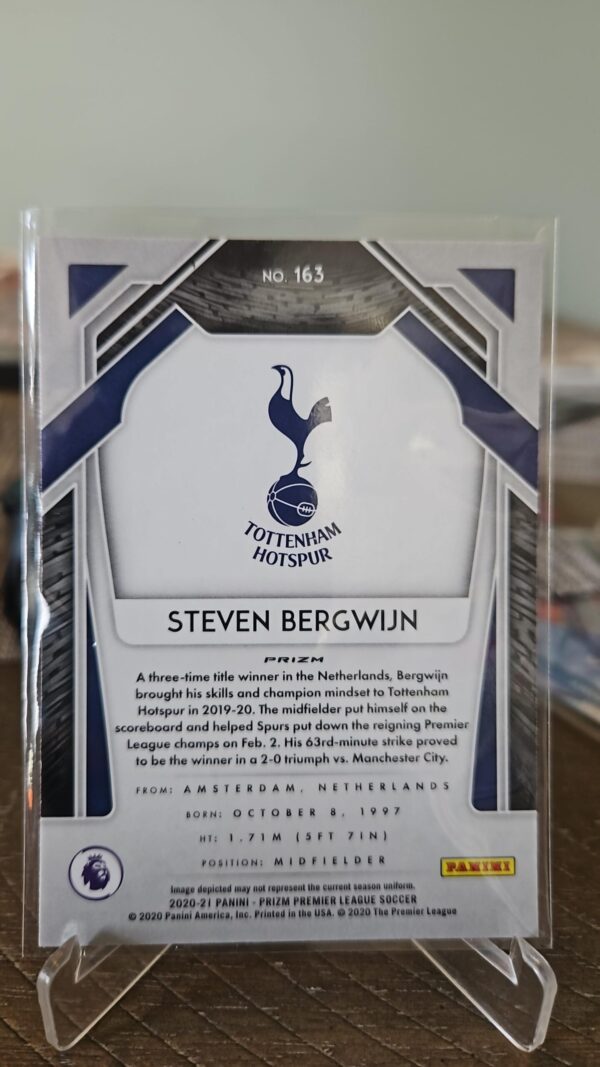 NO. 163
TOTTENHAM
HOTSPUR
STEVEN BERGWIJN
PRIZM
A three-time title winner in the Netherlands, Bergwijn
brought his skills and champion mindset to Tottenham
Hotspur in 2019-20. The midfielder put himself on the
scoreboard and helped Spurs put down the reigning Premier
League champs on Feb. 2. His 63rd-minute strike proved
to be the winner in a 2-0 triumph vs. Manchester City.
FROM: AMSTERDAM, NETHERLANDS
BORN: OCTOBER 8, 1997
HT: 1.71M (5FT 7IN)
POSITION: MIDFIELDER
PANINI
Image depicted may not represent the current season uniform.
2020-21 PANINI - PRIZM PREMIER LEAGUE SOCCER
© 2020 Panini America, Inc. Printed in the USA. © 2020 The Premier League